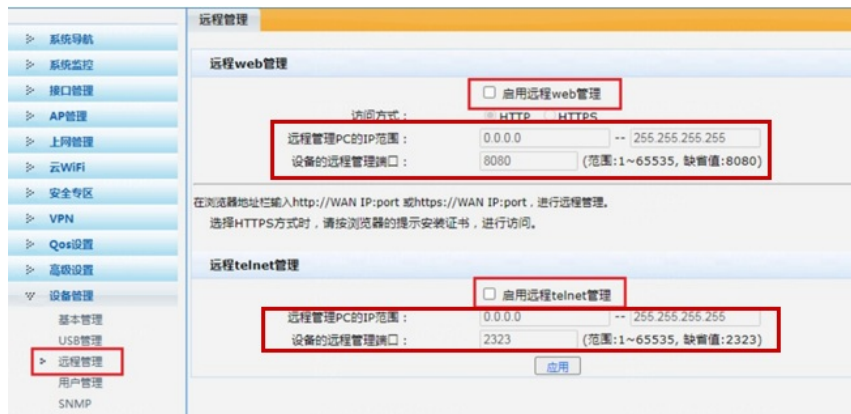 远程管理
系统导航
系统监控
接口管理
AP管理
上网管理
云WiFi
安全专区
VPN
Qos设置
高级设置
设备管理
基本管理
USB管理
远程管理
用户管理
SNMP
远程web管理
启用远程web管理
访问方式： HTTP HTTPS
远程管理PC的IP范围： 0.0.0.0 -- 255.255.255.255
设备的远程管理端口： 8080 (范围:1~65535, 缺省值:8080)
在浏览器地址栏输入http://WAN IP:port 或https://WAN IP:port，进行远程管理。
选择HTTPS方式时，请按浏览器的提示安装证书，进行访问。
远程telnet管理
启用远程telnet管理
远程管理PC的IP范围： 0.0.0.0 -- 255.255.255.255
设备的远程管理端口： 2323 (范围:1~65535, 缺省值:2323)
应用